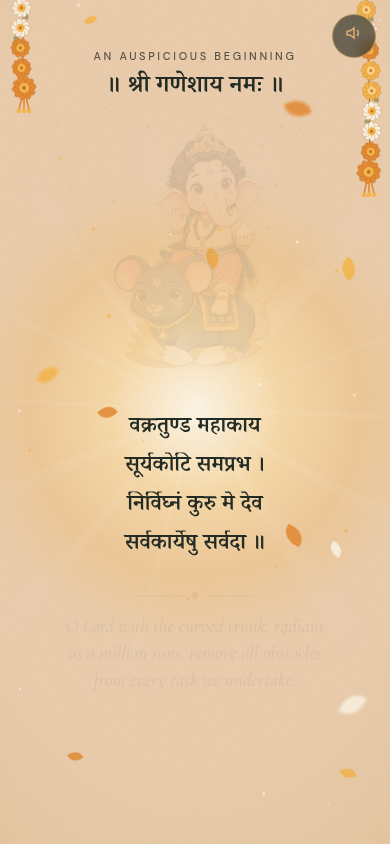 AN AUSPICIOUS BEGINNING
॥ श्री गणेशाय नमः ॥
वक्रतुण्ड महाकाय
सूर्यकोटि समप्रभ ।
निर्विघ्नं कुरु मे देव
सर्वकार्येषु सर्वदा ॥
O Lord with the curved trunk, radiant
as a million suns, remove all obstacles
from every task we undertake.